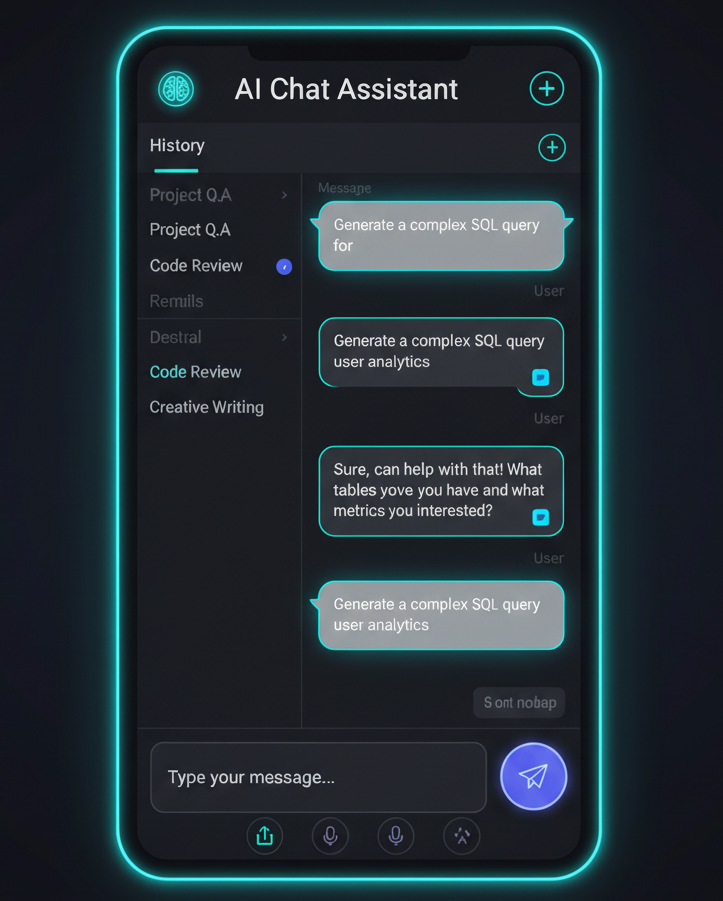 AI Chat Assistant
History
Project Q.A
Project Q.A
Code Review
Remills
Destral
Code Review
Creative Writing
Message
Generate a complex SQL query
for
User
Generate a complex SQL query
user analytics
User
Sure, can help with that! What
tables yove you have and what
metrics you interested?
User
Generate a complex SQL query
user analytics
Type your message...